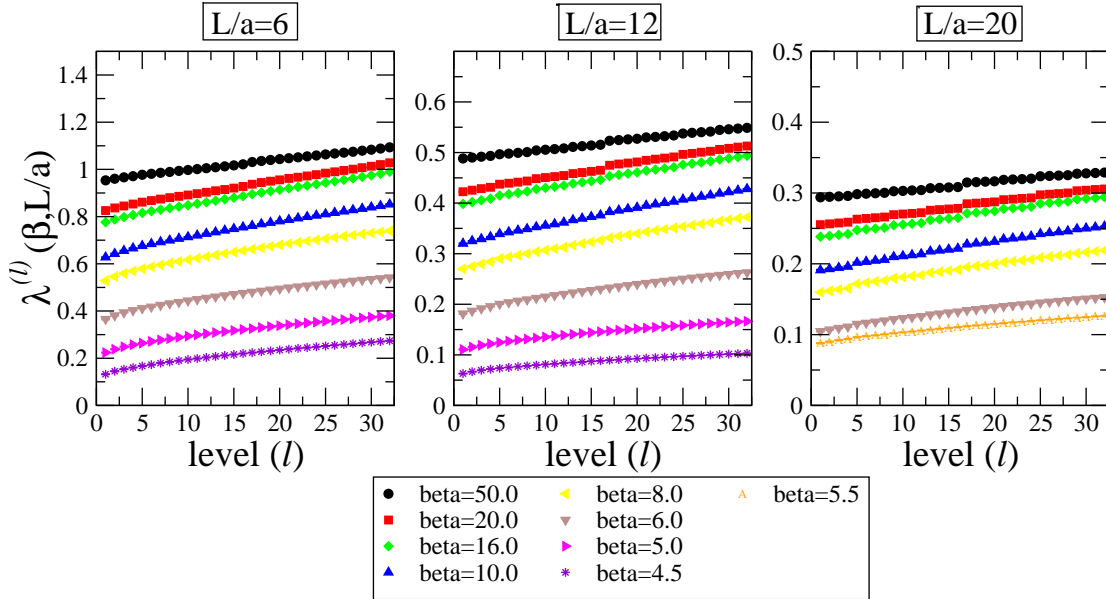 L/a=6
L/a=12
L/a=20
λ(l) (β,L/a)
1.4
1.2
1
0.8
0.6
0.4
0.2
0
0 5 10 15 20 25 30
level (l)
0.6
0.5
0.4
0.3
0.2
0.1
0
0 5 10 15 20 25 30
level (l)
0.5
0.4
0.3
0.2
0.1
0
0 5 10 15 20 25 30
level (l)
beta=50.0
beta=20.0
beta=16.0
beta=10.0
beta=8.0
beta=6.0
beta=5.0
beta=4.5
A beta=5.5